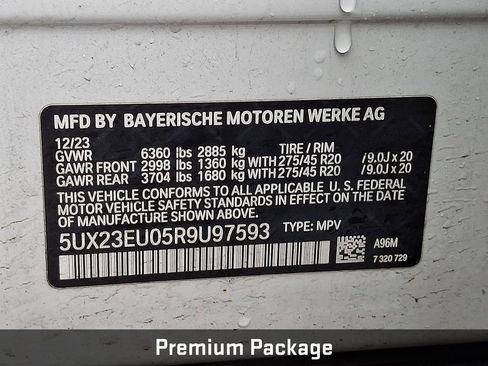 MFD BY BAYERISCHE MOTOREN WERKE AG
12/23 TIRE / RIM
GVWR 6360 lbs 2885 kg
GAWR FRONT 2998 lbs 1360 kg WITH 275/45 R20 / 9.0J x 20
GAWR REAR 3704 lbs 1680 kg WITH 275/45 R20 / 9.0J x 20
THIS VEHICLE CONFORMS TO ALL APPLICABLE U. S. FEDERAL
MOTOR VEHICLE SAFETY STANDARDS IN EFFECT ON THE DATE
OF MANUFACTURE SHOWN ABOVE.
5UX23EU05R9U97593 TYPE: MPV
A96M
7 320 729
Premium Package